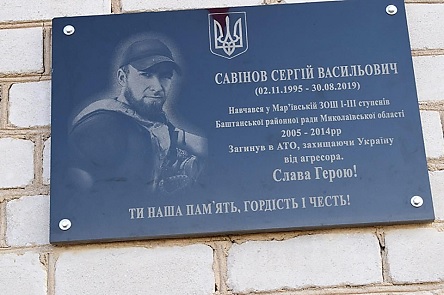 САВІНОВ СЕРГІЙ ВАСИЛЬОВИЧ
(02.11.1995 - 30.08.2019)
Навчався у Мар'ївській ЗОШ І-ІІІ ступенів
Баштанської районної ради Миколаївської області
2005 - 2014рр
Загинув в АТО, захищаючи Україну
від агресора.
Слава Герою!
ТИ НАША ПАМ'ЯТЬ, ГОРДІСТЬ І ЧЕСТЬ!